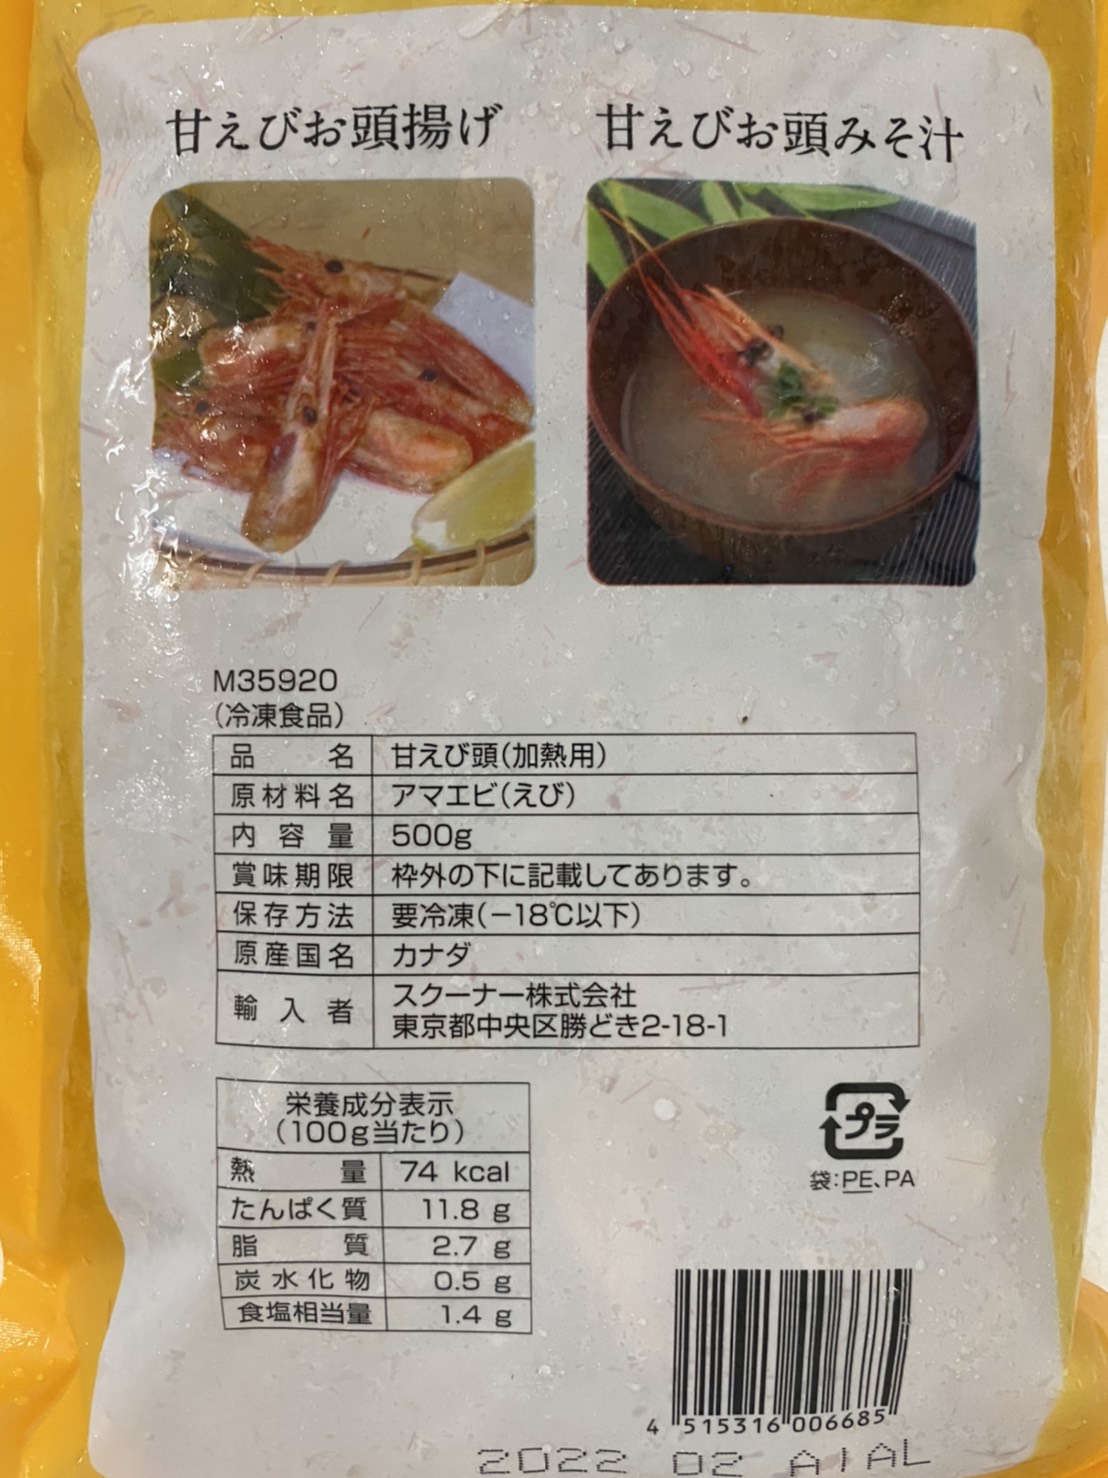 甘えびお頭揚げ
甘えびお頭みそ汁
M35920
(冷凍食品)
品名 甘えび頭(加熱用)
原材料名 アマエビ(えび)
内容量 500g
賞味期限 枠外の下に記載してあります。
保存方法 要冷凍(−18℃以下)
原産国名 カナダ
輸入者 スクーナー株式会社
東京都中央区勝どき2-18-1
栄養成分表示
(100g当たり)
熱量 74 kcal
たんぱく質 11.8 g
脂質 2.7 g
炭水化物 0.5 g
食塩相当量 1.4 g
プラ
袋:PE、PA
4 515316 006685
2022 02 A/AL